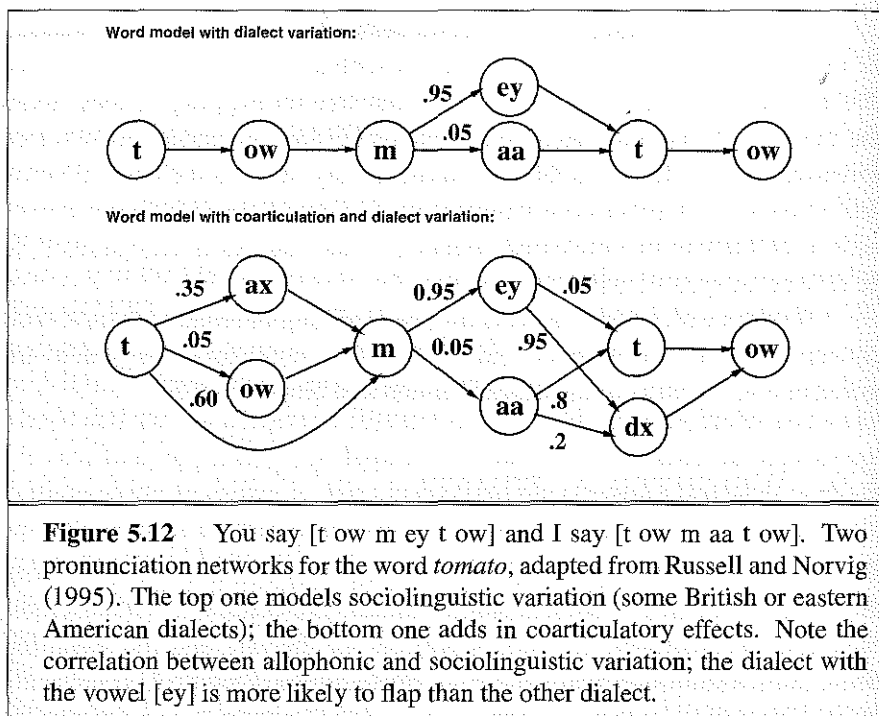 Word model with dialect variation:
ey
.95
.05
t ow m aa t ow
Word model with coarticulation and dialect variation:
ax ey
.35 0.95 .05
t .05 m 0.05 .95 t ow
.60 ow aa .8 dx
.2
Figure 5.12 You say [t ow m ey t ow] and I say [t ow m aa t ow]. Two
pronunciation networks for the word tomato, adapted from Russell and Norvig
(1995). The top one models sociolinguistic variation (some British or eastern
American dialects); the bottom one adds in coarticulatory effects. Note the
correlation between allophonic and sociolinguistic variation; the dialect with
the vowel [ey] is more likely to flap than the other dialect.